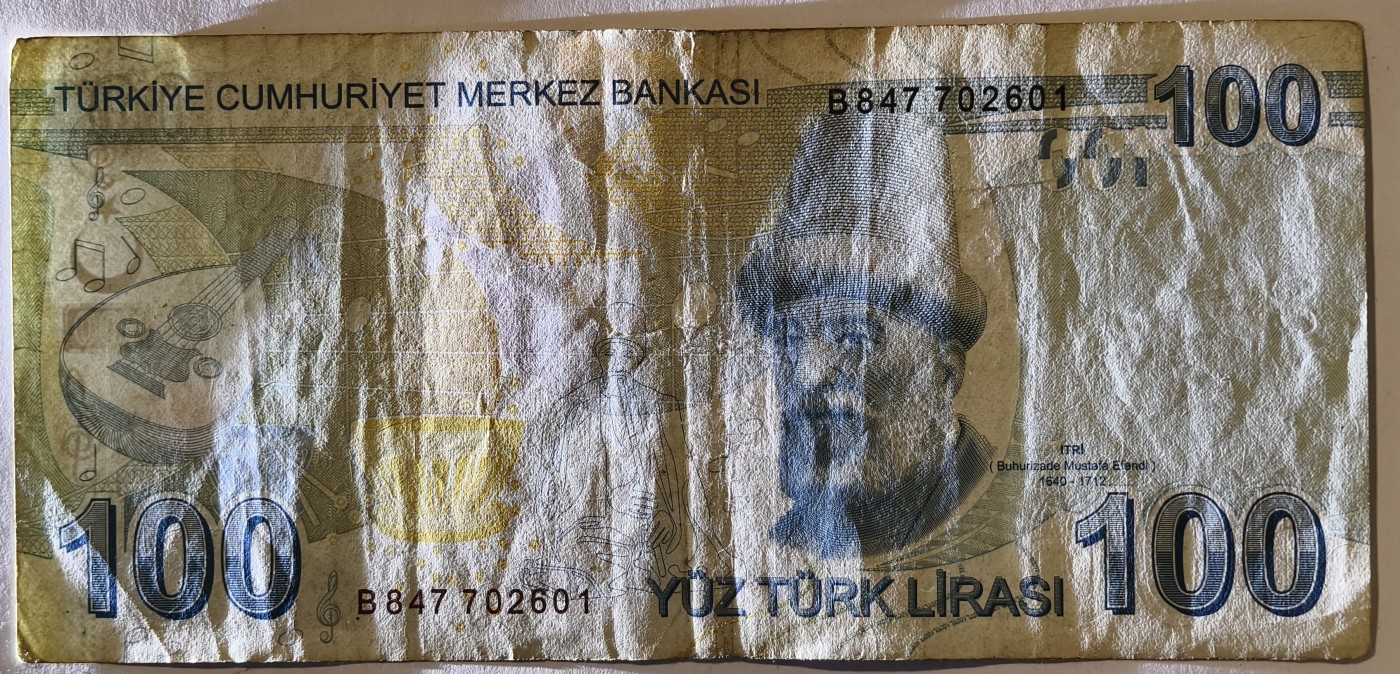 TÜRKİYE CUMHURİYET MERKEZ BANKASI
B847 702601
100
ITRÎ
( Buhurizade Mustafa Efendi )
1640 - 1712
100
B847 702601
YÜZ TÜRK LİRASI
100